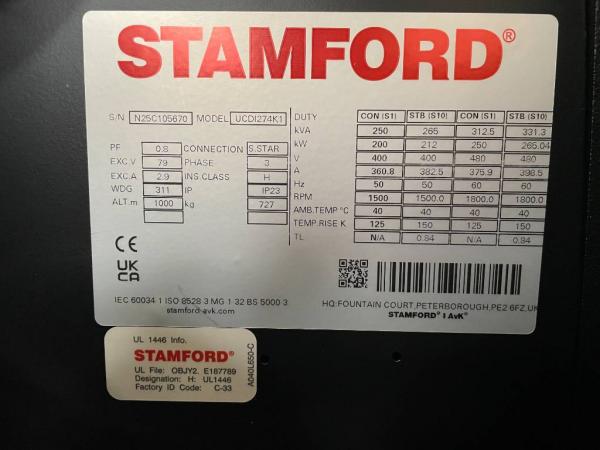 STAMFORD®
S/N N25C105670 MODEL UCDI274K1
PF 0.8 CONNECTION S.STAR
EXC.V 79 PHASE 3
EXC.A 2.9 INS.CLASS H
WDG 311 IP IP23
ALT.m 1000 kg 727
DUTY CON (S1) STB (S10) CON (S1) STB (S10)
kVA 250 265 312.5 331.3
kW 200 212 250 265.04
V 400 400 480 480
A 360.8 382.5 375.9 398.5
Hz 50 50 60 60
RPM 1500 1500.0 1800.0 1800.0
AMB.TEMP °C 40 40 40 40
TEMP.RISE K 125 150 125 150
TL N/A 0.84 N/A 0.84
CE
UK
CA
IEC 60034 1 ISO 8528 3 MG 1 32 BS 5000 3
stamford-avk.com
HQ:FOUNTAIN COURT,PETERBOROUGH,PE2 6FZ,UK
STAMFORD® | AvK®
UL 1446 Info.
STAMFORD®
UL File: OBJY2. E187789
Designation: H: UL1446
Factory ID Code: C-33
A040L650-C